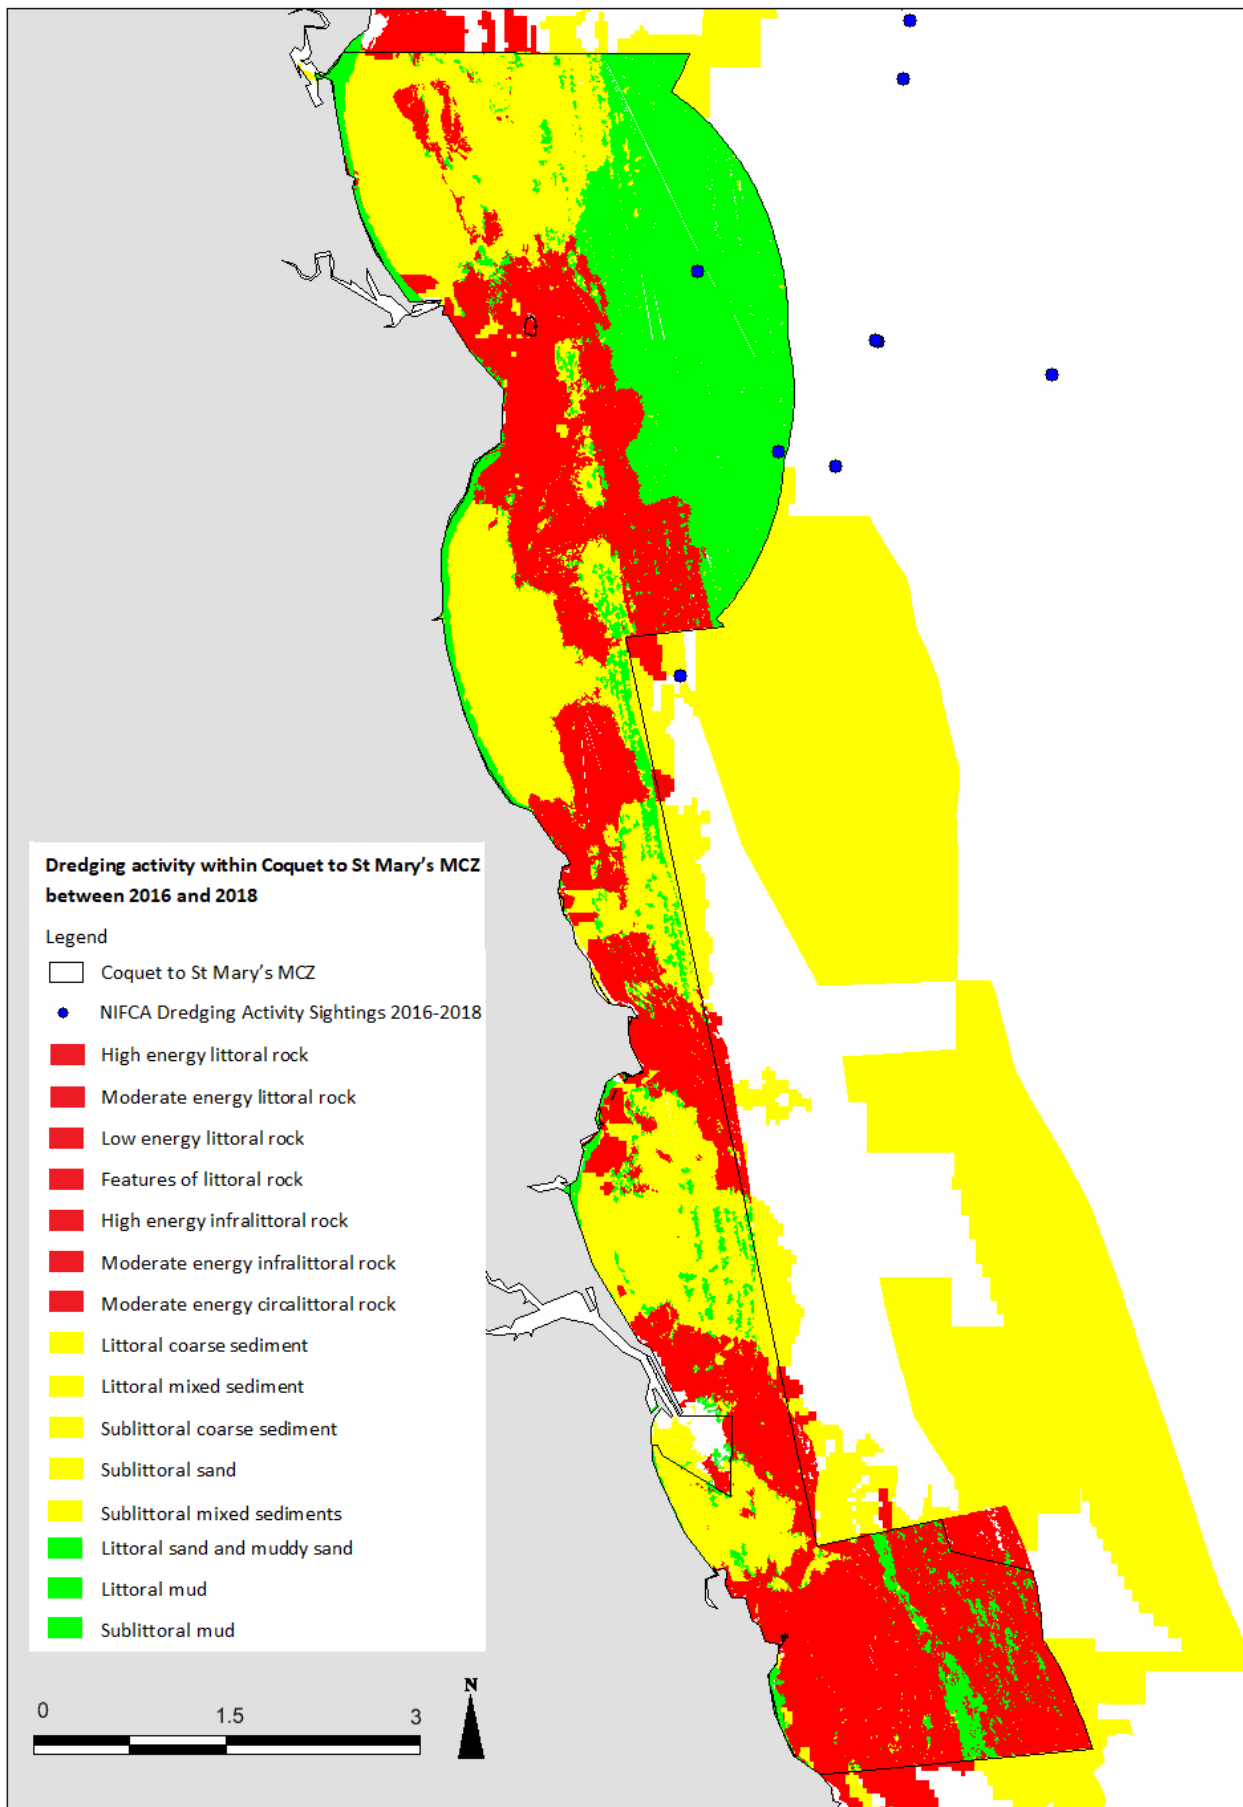 Dredging activity within Coquet to St Mary's MCZ
between 2016 and 2018
Legend
Coquet to St Mary's MCZ
NIFCA Dredging Activity Sightings 2016-2018
High energy littoral rock
Moderate energy littoral rock
Low energy littoral rock
Features of littoral rock
High energy infralittoral rock
Moderate energy infralittoral rock
Moderate energy circalittoral rock
Littoral coarse sediment
Littoral mixed sediment
Sublittoral coarse sediment
Sublittoral sand
Sublittoral mixed sediments
Littoral sand and muddy sand
Littoral mud
Sublittoral mud
0 1.5 3
N